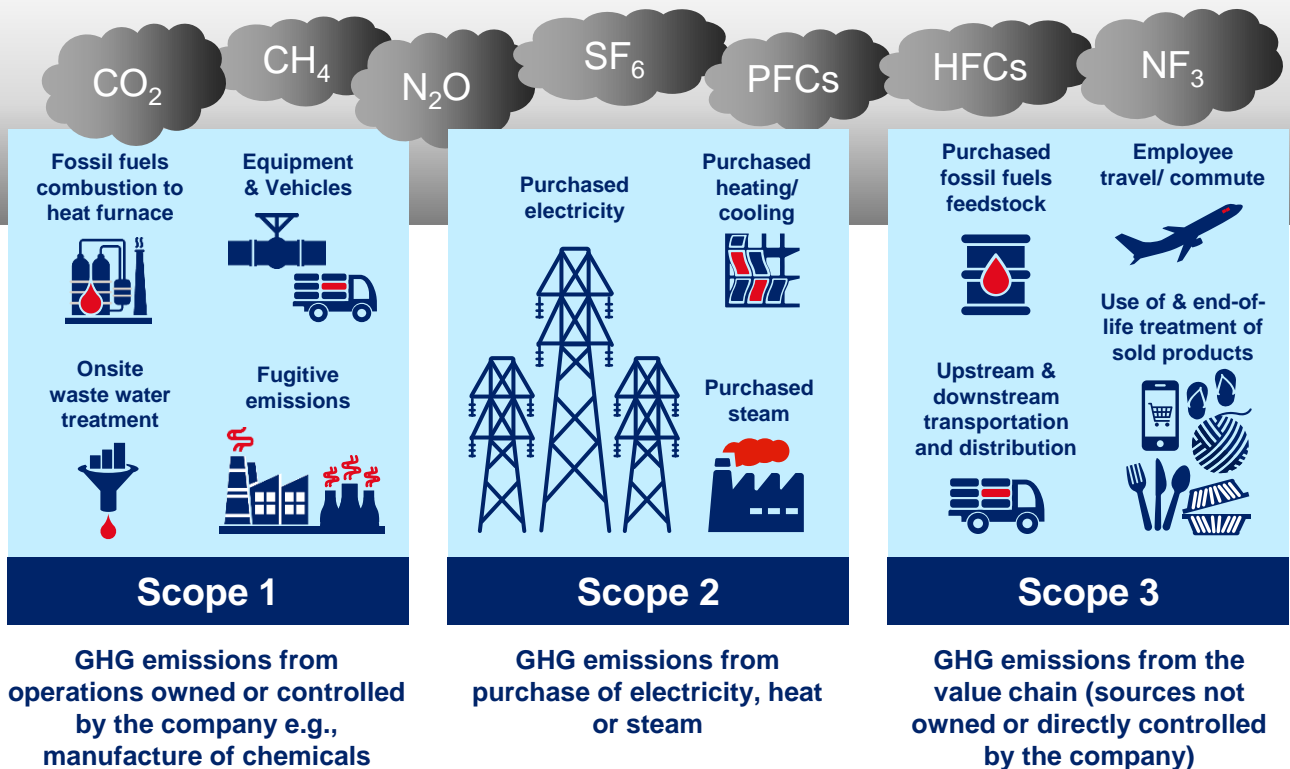 CO₂
CH₄
N₂O
SF₆
PFCs
HFCs
NF₃
Fossil fuels
combustion to
heat furnace
Equipment
& Vehicles
Onsite
waste water
treatment
Fugitive
emissions
Scope 1
GHG emissions from
operations owned or controlled
by the company e.g.,
manufacture of chemicals
Purchased
electricity
Purchased
heating/
cooling
Purchased
steam
Scope 2
GHG emissions from
purchase of electricity, heat
or steam
Purchased
fossil fuels
feedstock
Employee
travel/ commute
Upstream &
downstream
transportation
and distribution
Use of & end-of-
life treatment of
sold products
Scope 3
GHG emissions from the
value chain (sources not
owned or directly controlled
by the company)